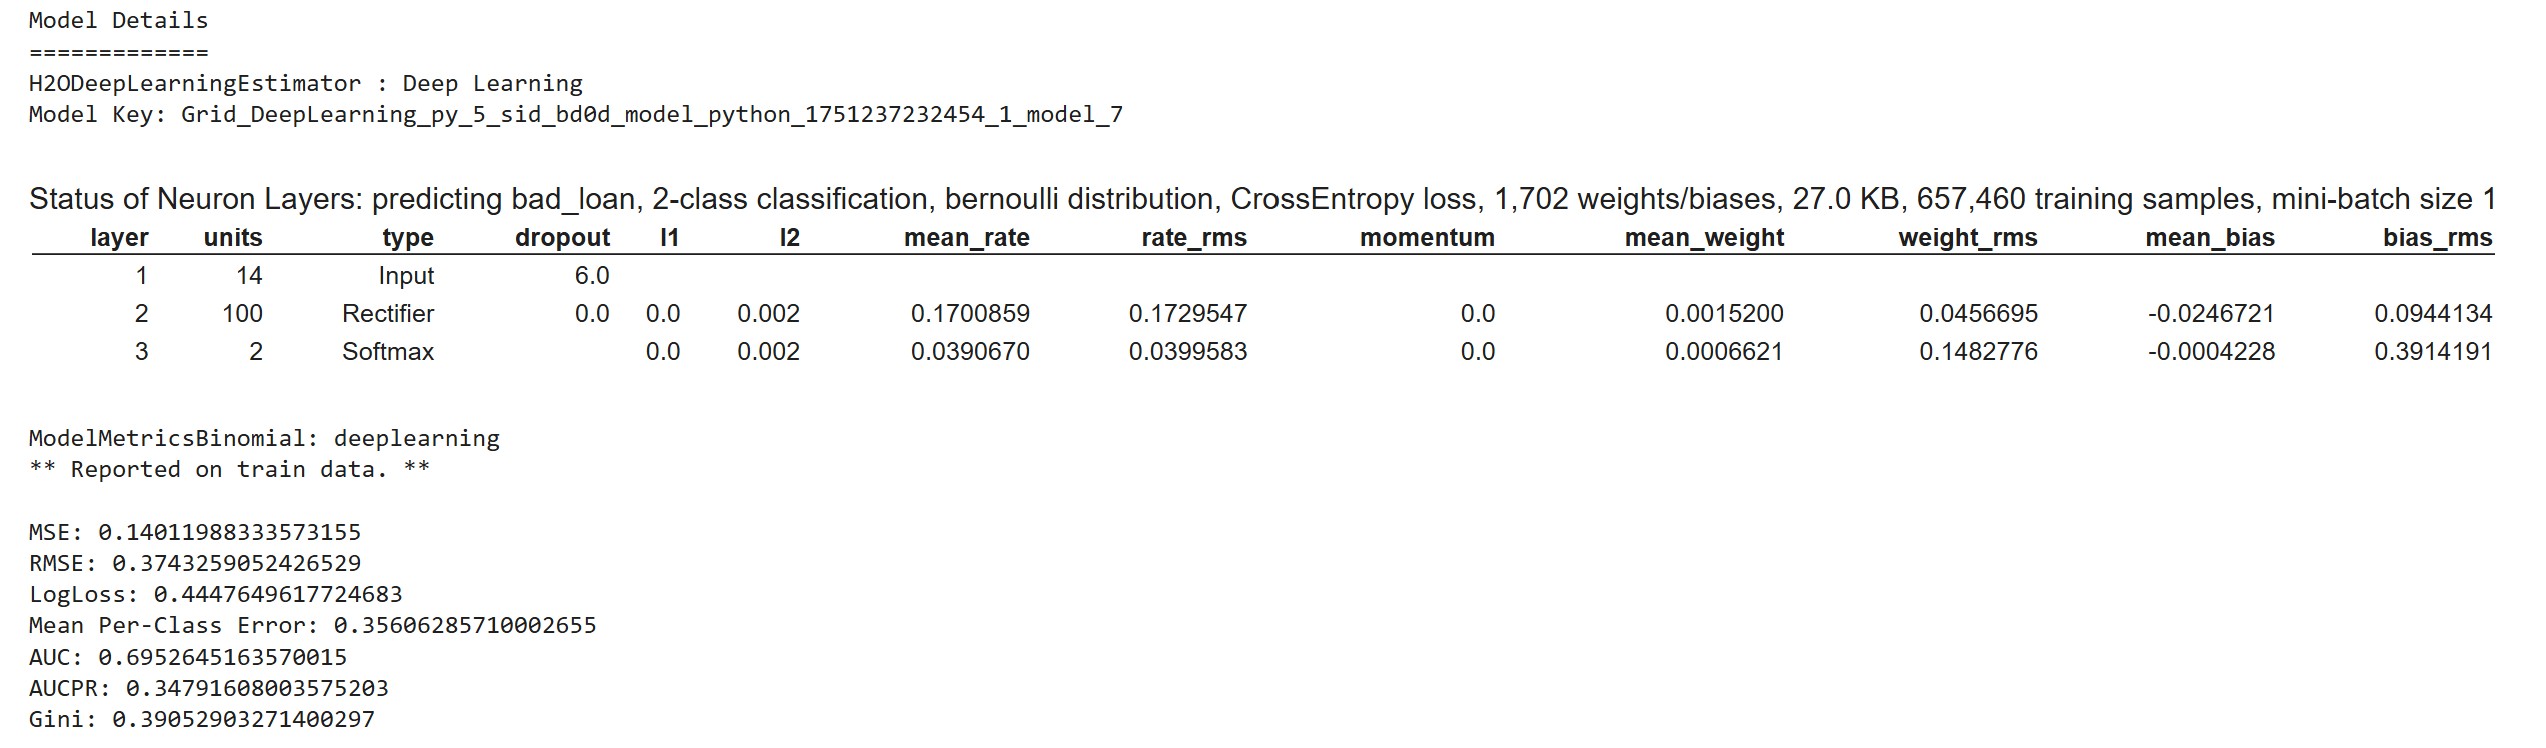 Model Details
=============
H2ODeepLearningEstimator : Deep Learning
Model Key: Grid_DeepLearning_py_5_sid_bd0d_model_python_1751237232454_1_model_7
Status of Neuron Layers: predicting bad_loan, 2-class classification, bernoulli distribution, CrossEntropy loss, 1,702 weights/biases, 27.0 KB, 657,460 training samples, mini-batch size 1
layer units type dropout l1 l2 mean_rate rate_rms momentum mean_weight weight_rms mean_bias bias_rms
1 14 Input 6.0
2 100 Rectifier 0.0 0.0 0.002 0.1700859 0.1729547 0.0 0.0015200 0.0456695 -0.0246721 0.0944134
3 2 Softmax 0.0 0.002 0.0390670 0.0399583 0.0 0.0006621 0.1482776 -0.0004228 0.3914191
ModelMetricsBinomial: deeplearning
** Reported on train data. **
MSE: 0.14011988333573155
RMSE: 0.3743259052426529
LogLoss: 0.4447649617724683
Mean Per-Class Error: 0.35606285710002655
AUC: 0.6952645163570015
AUCPR: 0.34791608003575203
Gini: 0.39052903271400297